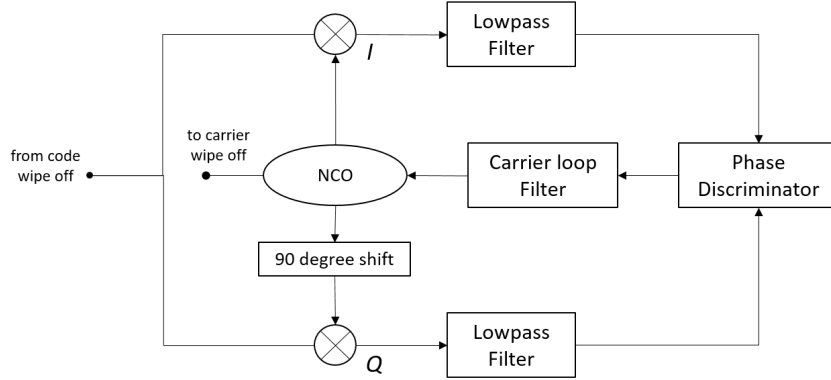 Lowpass
Filter
I
to carrier
wipe off
from code
wipe off
NCO
Carrier loop
Filter
Phase
Discriminator
90 degree shift
Lowpass
Filter
Q